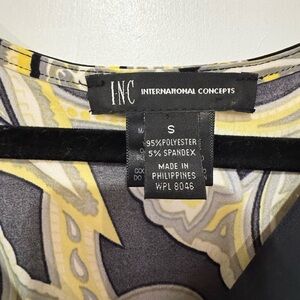 INC INTERNATIONAL CONCEPTS
S
95% POLYESTER
5% SPANDEX
MADE IN
PHILIPPINES
WPL 8046